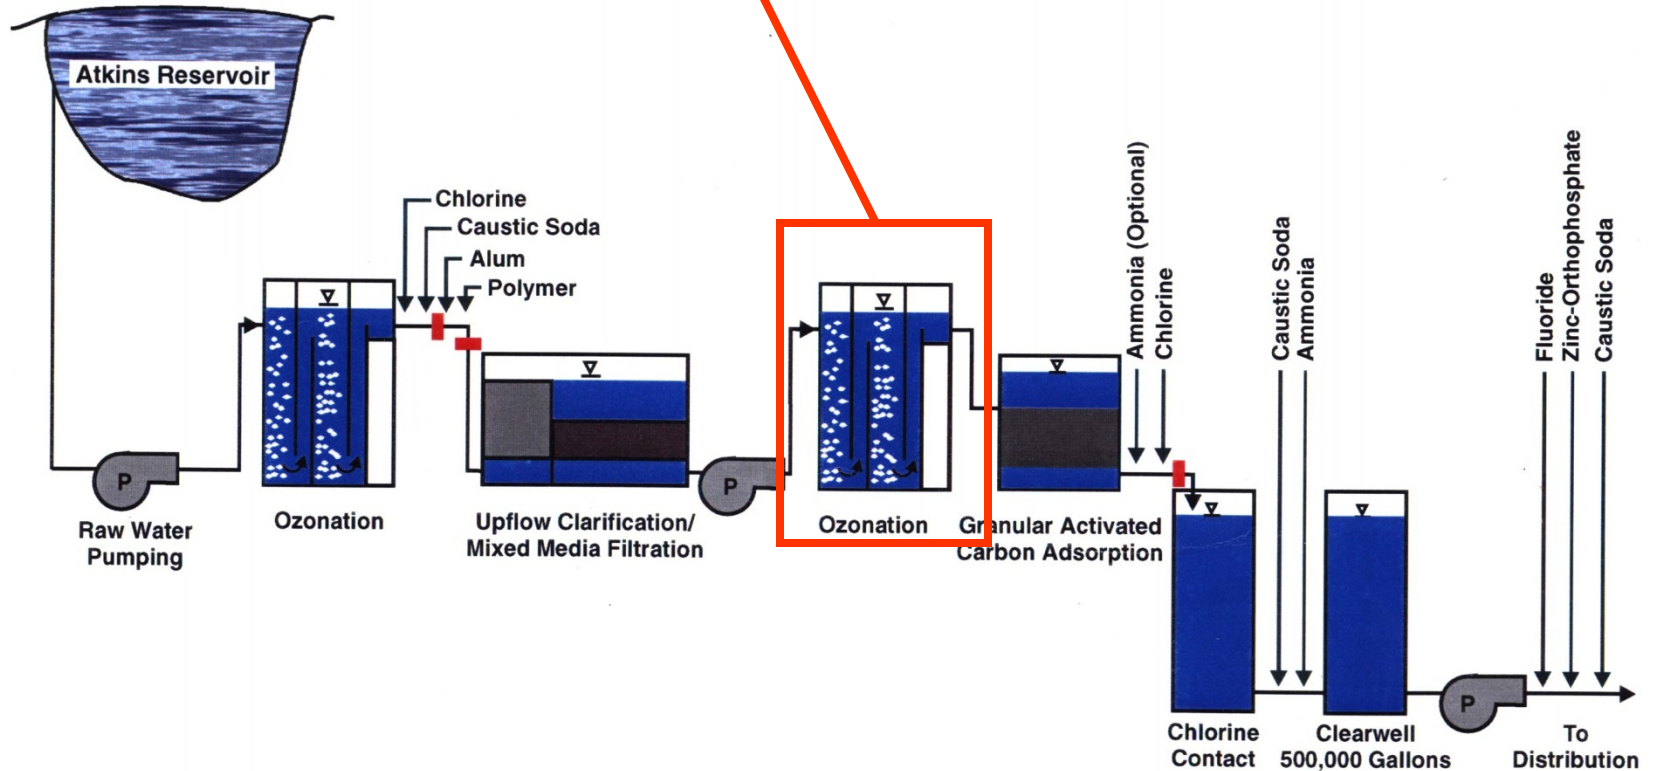 Atkins Reservoir
Chlorine
Caustic Soda
Alum
Polymer
P
Raw Water
Pumping
Ozonation
Upflow Clarification/
Mixed Media Filtration
P
Ozonation
Granular Activated
Carbon Adsorption
Ammonia (Optional)
Chlorine
Caustic Soda
Ammonia
Chlorine
Contact
Clearwell
500,000 Gallons
P
Fluoride
Zinc-Orthophosphate
Caustic Soda
To
Distribution